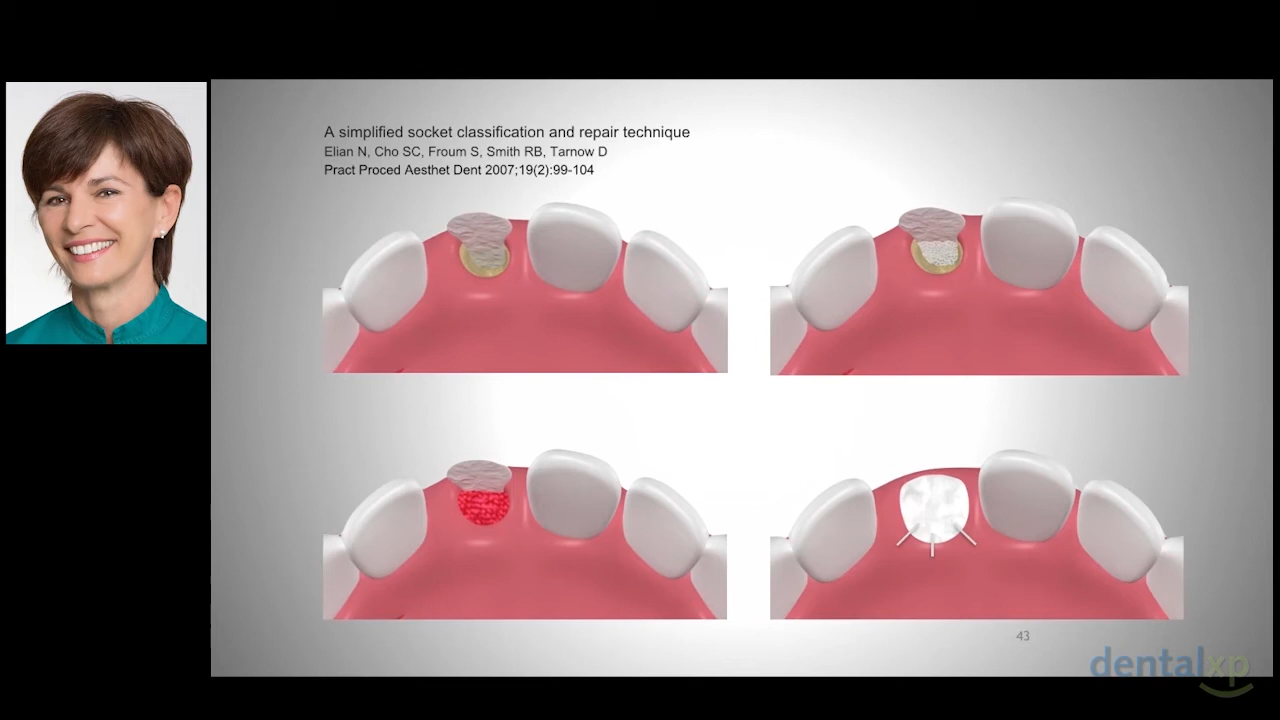 A simplified socket classification and repair technique
Elian N, Cho SC, Froum S, Smith RB, Tarnow D
Pract Proced Aesthet Dent 2007;19(2):99-104
43
dentalxp